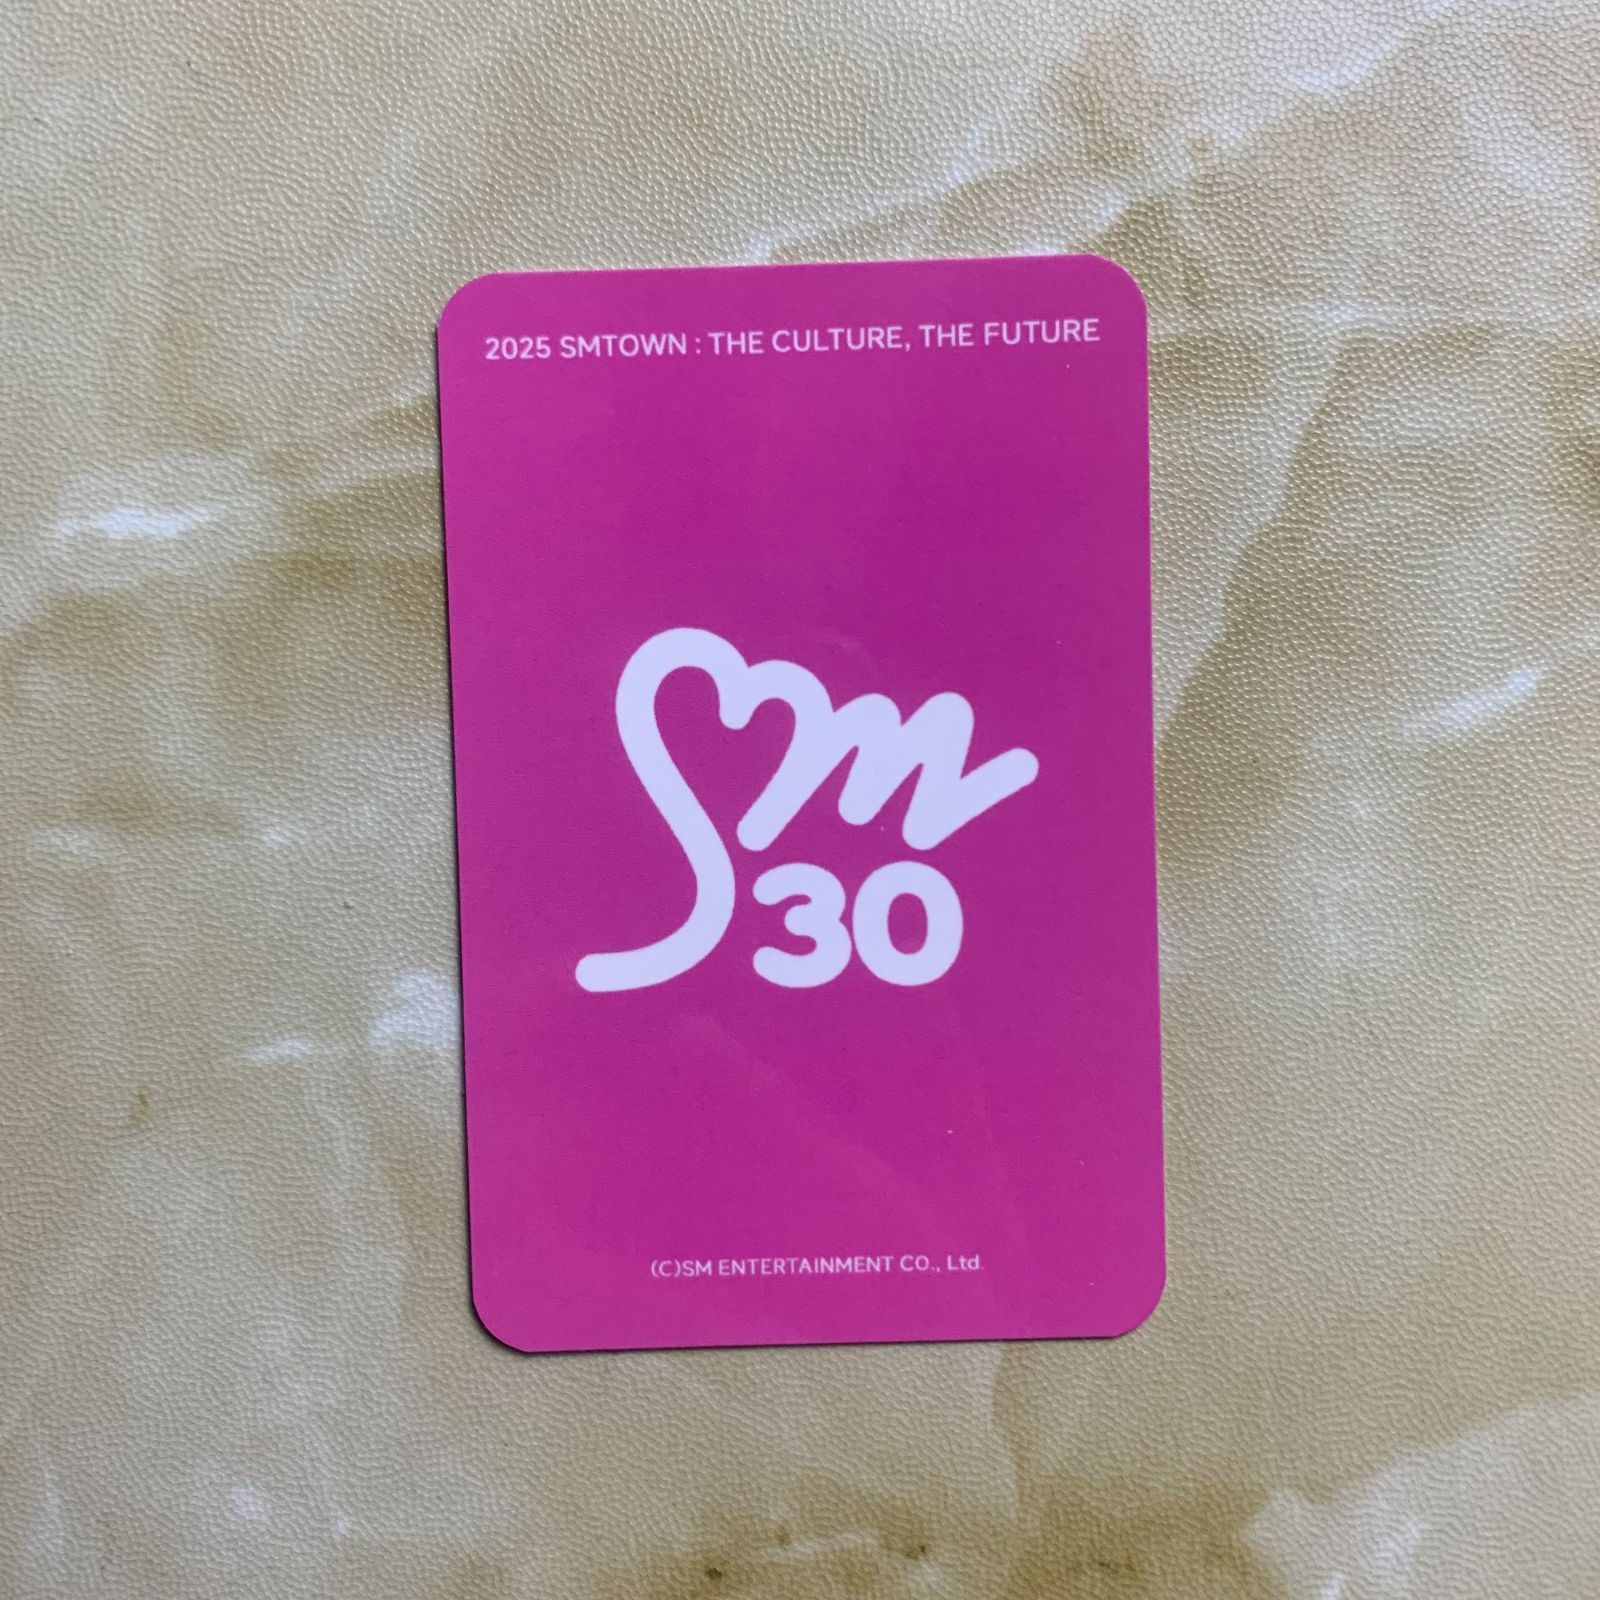 2025 SMTOWN : THE CULTURE, THE FUTURE
Sm
30
(C)SM ENTERTAINMENT CO., Ltd.